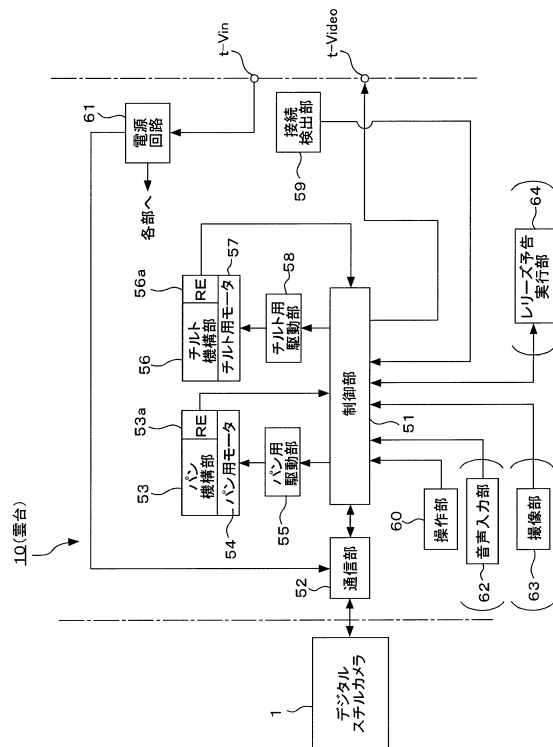 10(雲台)
t-Vin
t-Video
61
電源
回路
各部へ
接続
検出部
59
56a
RE
チルト
機構部
56
チルト用モータ
57
チルト用
駆動部
58
53a
RE
パン
機構部
53
パン用モータ
54
パン用
駆動部
55
制御部
51
通信部
52
デジタル
スチルカメラ
1
操作部
60
音声入力部
62
撮像部
63
レリーズ予告
実行部
64